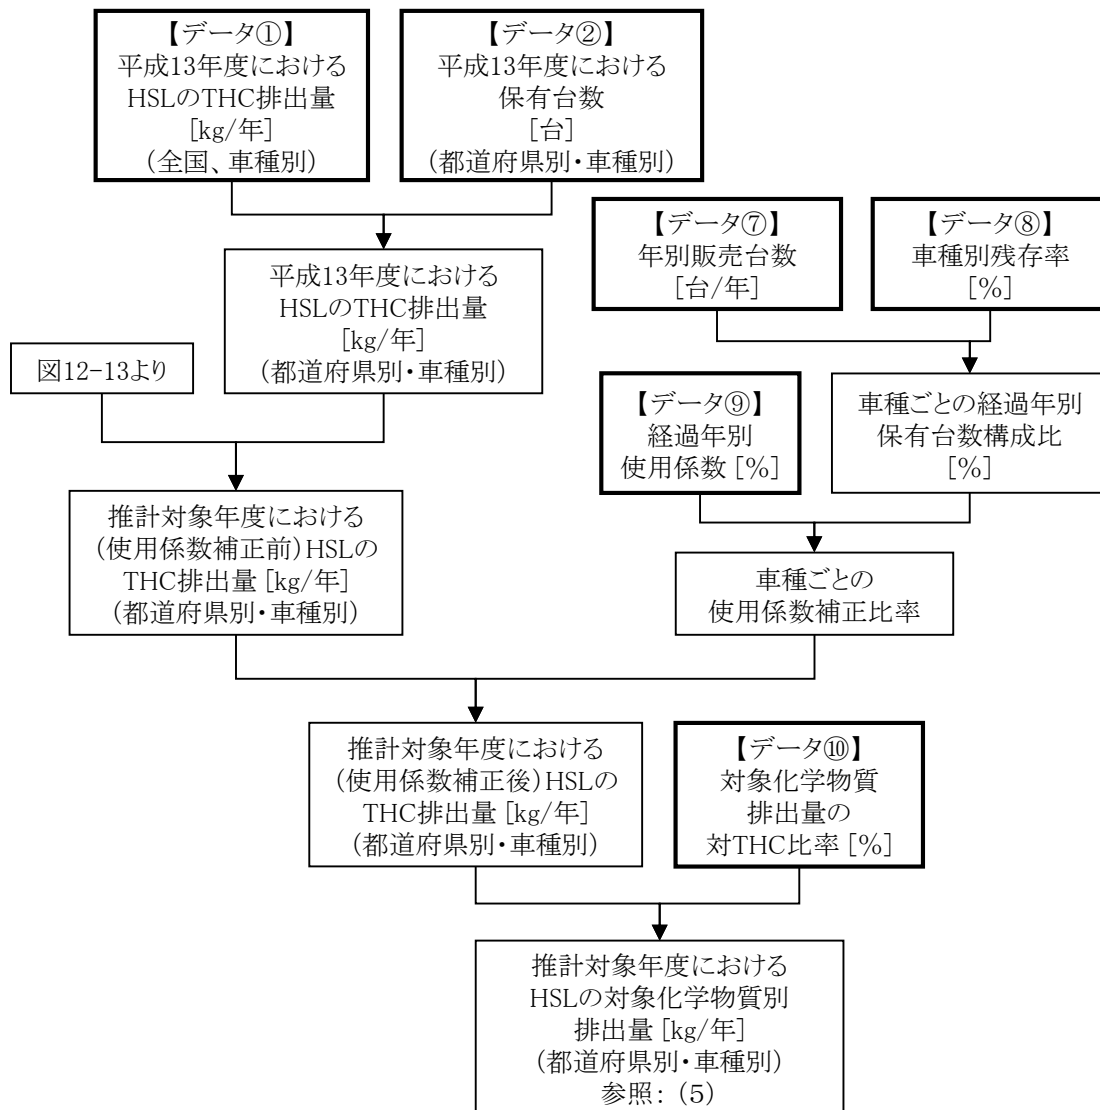 【データ①】
平成13年度における
HSLのTHC排出量
[kg/年]
(全国、車種別)
【データ②】
平成13年度における
保有台数
[台]
(都道府県別・車種別)
【データ⑦】
年別販売台数
[台/年]
【データ⑧】
車種別残存率
[%]
平成13年度における
HSLのTHC排出量
[kg/年]
(都道府県別・車種別)
図12-13より
【データ⑨】
経過年別
使用係数 [%]
車種ごとの経過年別
保有台数構成比
[%]
推計対象年度における
(使用係数補正前)HSLの
THC排出量 [kg/年]
(都道府県別・車種別)
車種ごとの
使用係数補正比率
推計対象年度における
(使用係数補正後)HSLの
THC排出量 [kg/年]
(都道府県別・車種別)
【データ⑩】
対象化学物質
排出量の
対THC比率 [%]
推計対象年度における
HSLの対象化学物質別
排出量 [kg/年]
(都道府県別・車種別)
参照: (5)